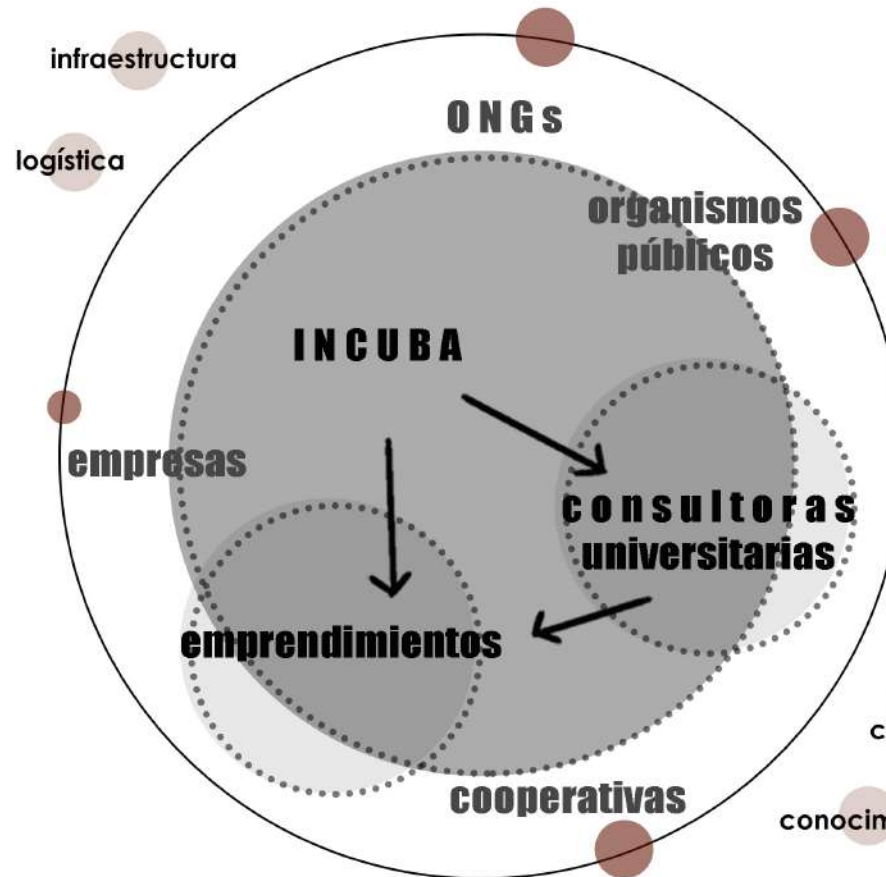 infraestructura
ONGs
logística
organismos
públicos
INCUBA
empresas
consultoras
universitarias
emprendimientos
cooperativas